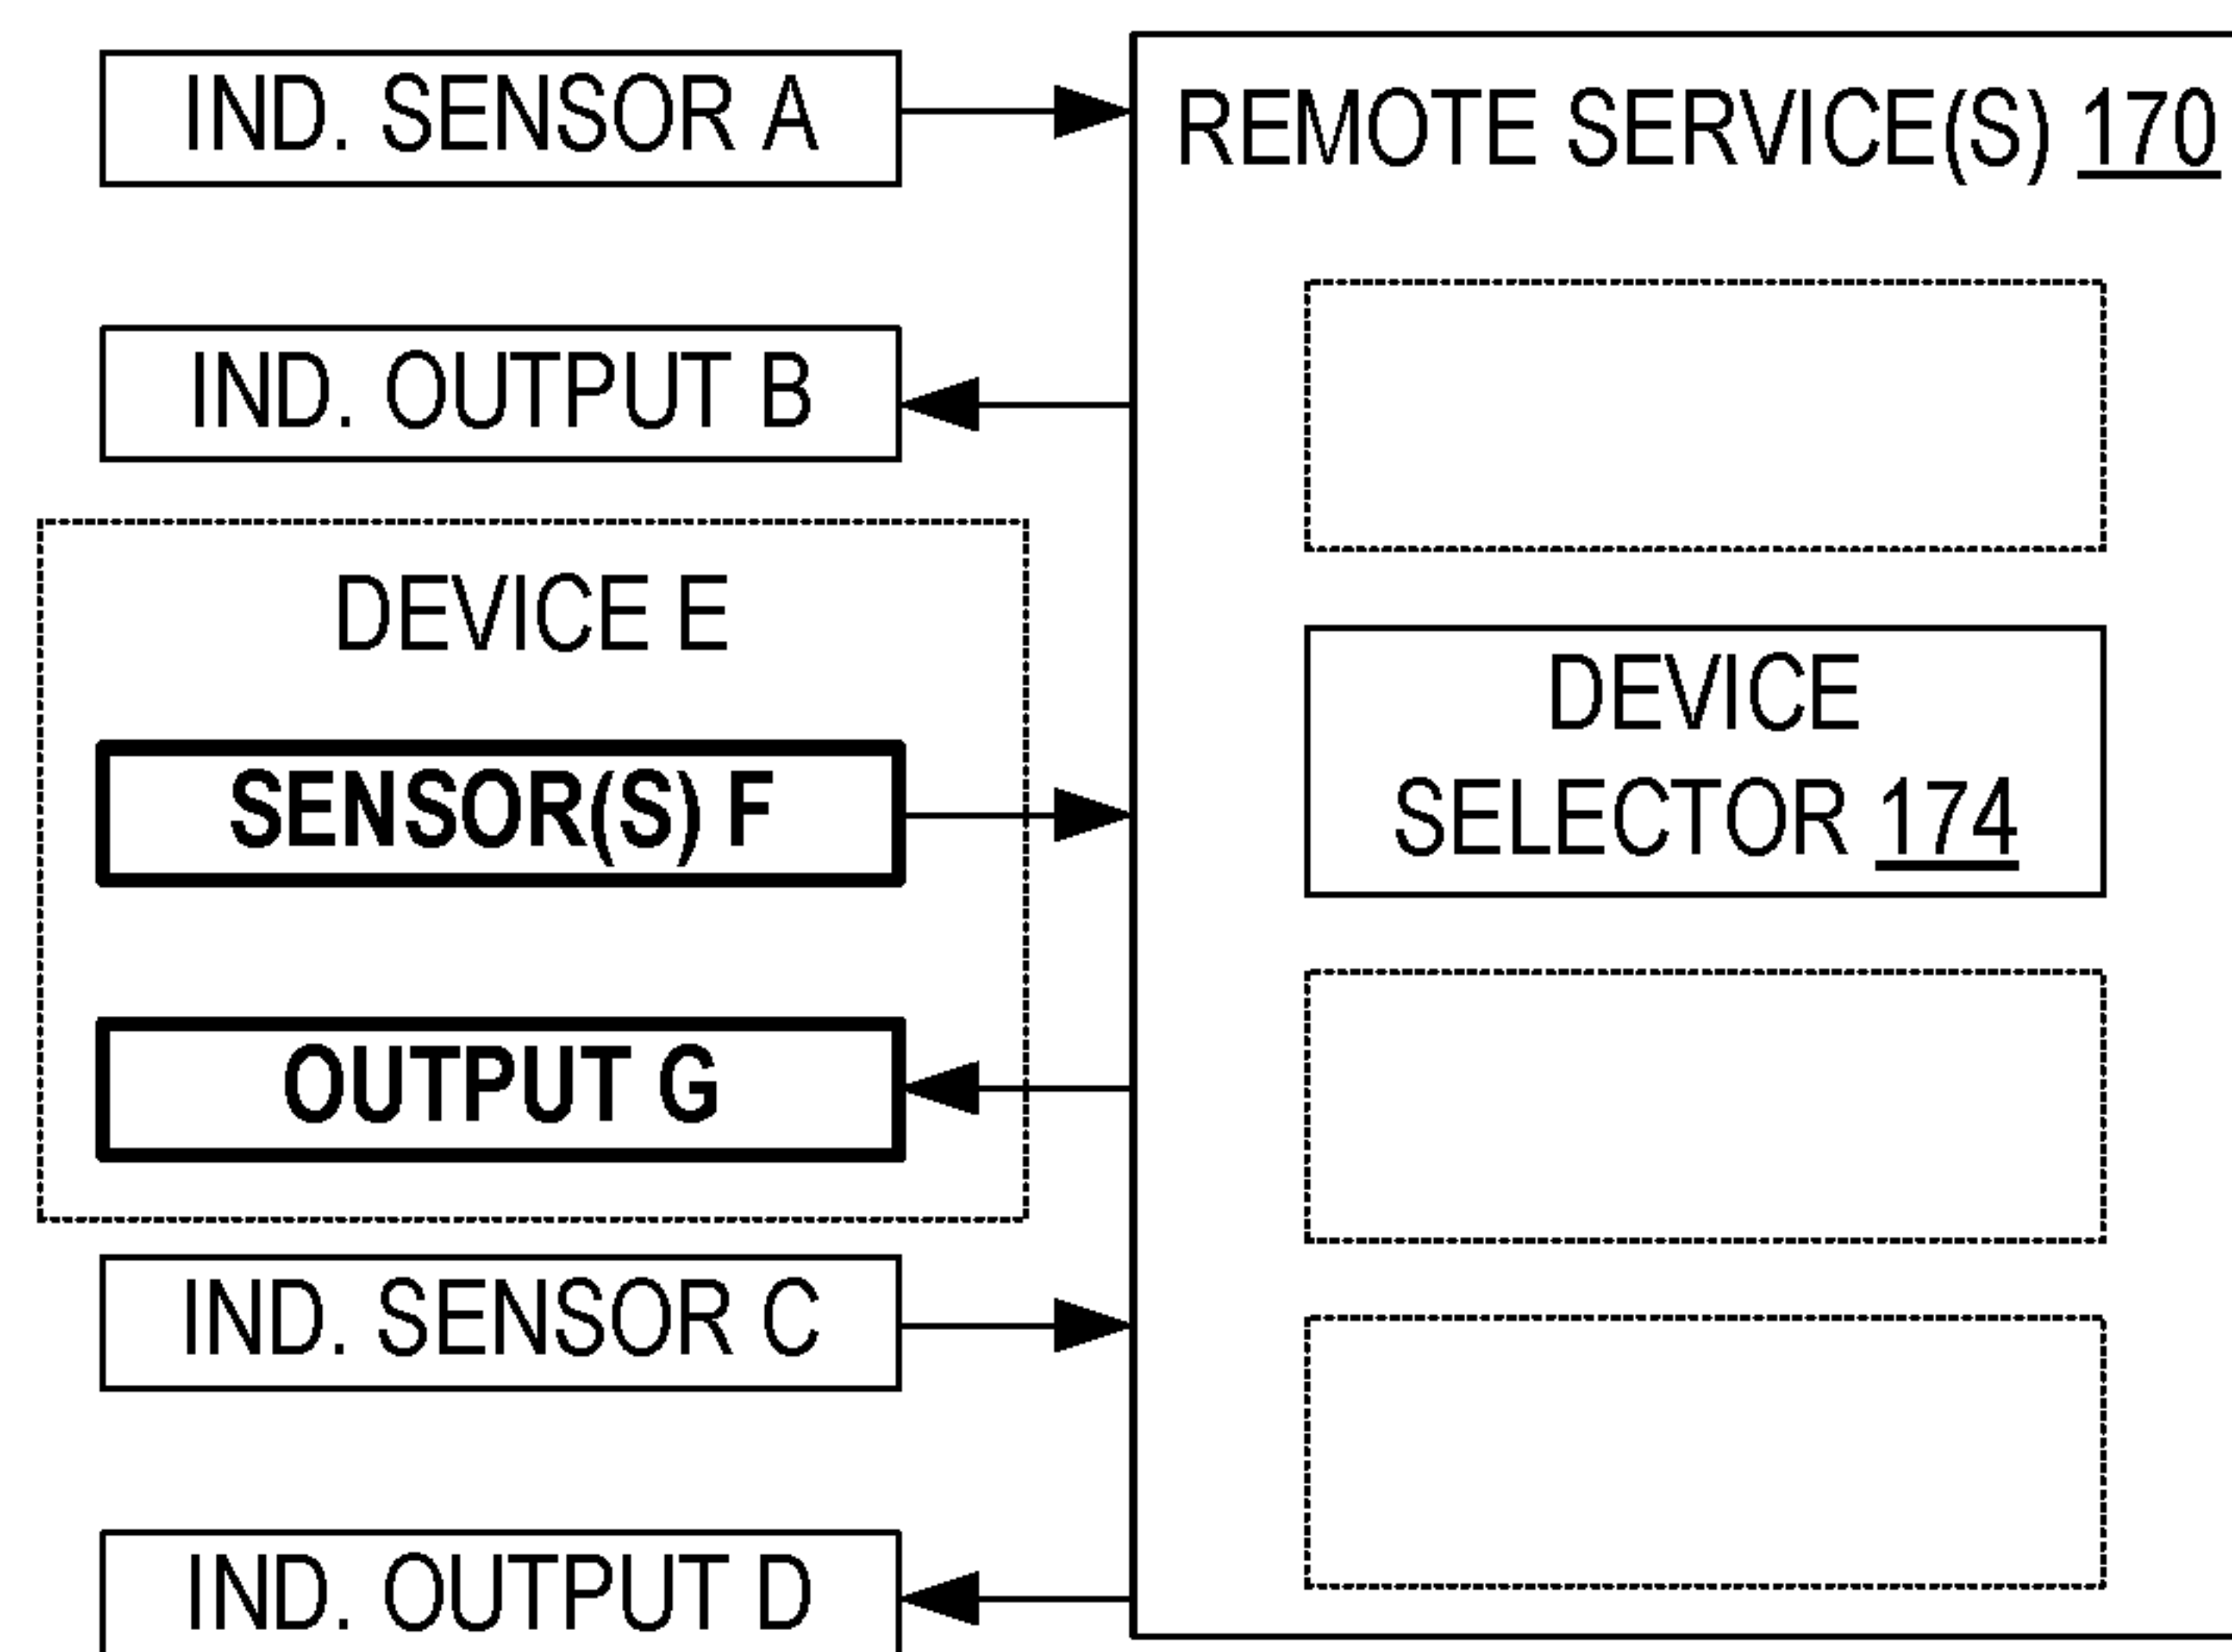 IND. SENSOR A
REMOTE SERVICE(S) 170
IND. OUTPUT B
DEVICE E
SENSOR(S) F
OUTPUT G
DEVICE
SELECTOR 174
IND. SENSOR C
IND. OUTPUT D